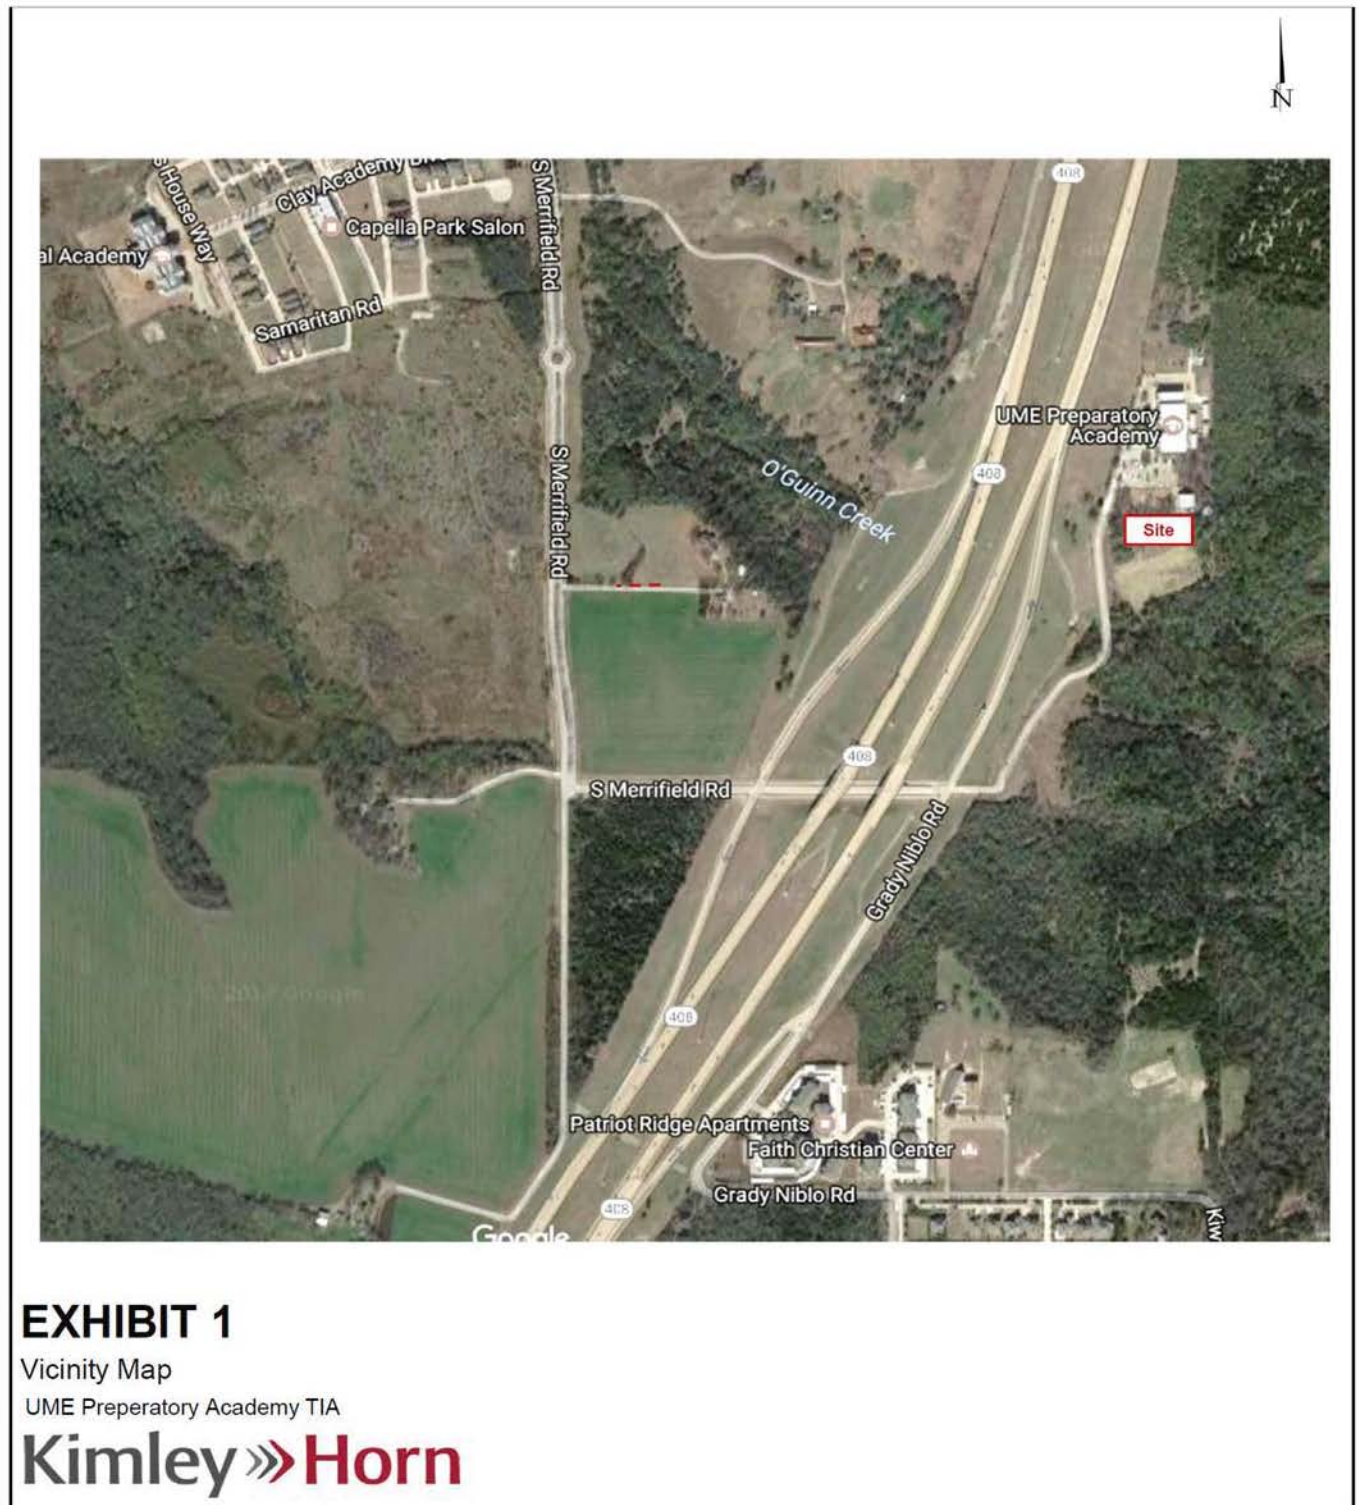 N
S Merrifield Rd
408
s House Way
Clay Academy
Capella Park Salon
al Academy
Samaritan Rd
UME Preparatory
Academy
S Merrifield Rd
O'Guinn Creek
408
Site
408
S Merrifield Rd
Grady Niblo Rd
408
Patriot Ridge Apartments
Faith Christian Center
Grady Niblo Rd
408
Google
EXHIBIT 1
Vicinity Map
UME Preperatory Academy TIA
Kimley»Horn